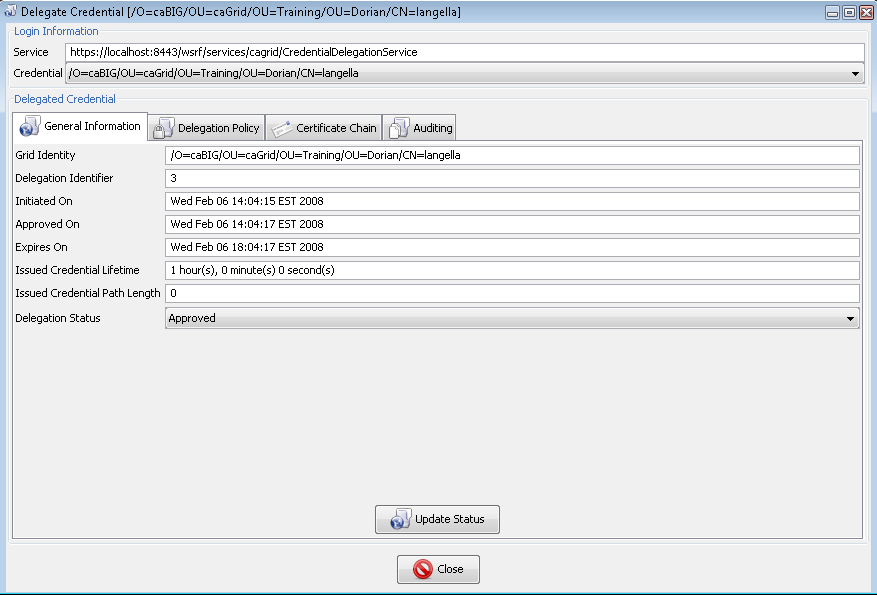 Delegate Credential [/O=caBIG/OU=caGrid/OU=Training/OU=Dorian/CN=langella]
Login Information
Service https://localhost:8443/wsrf/services/cagrid/CredentialDelegationService
Credential /O=caBIG/OU=caGrid/OU=Training/OU=Dorian/CN=langella
Delegated Credential
General Information Delegation Policy Certificate Chain Auditing
Grid Identity /O=caBIG/OU=caGrid/OU=Training/OU=Dorian/CN=langella
Delegation Identifier 3
Initiated On Wed Feb 06 14:04:15 EST 2008
Approved On Wed Feb 06 14:04:17 EST 2008
Expires On Wed Feb 06 18:04:17 EST 2008
Issued Credential Lifetime 1 hour(s), 0 minute(s) 0 second(s)
Issued Credential Path Length 0
Delegation Status Approved
Update Status
Close